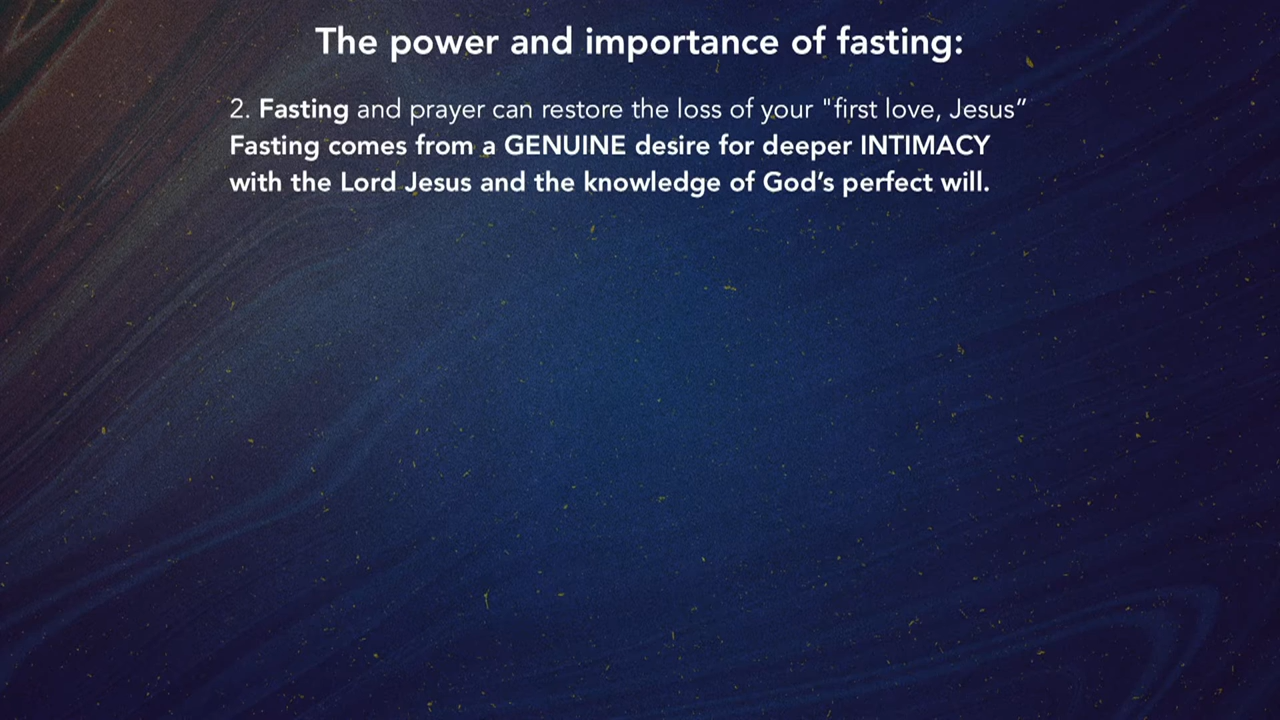 The power and importance of fasting:
2. Fasting and prayer can restore the loss of your "first love, Jesus”
Fasting comes from a GENUINE desire for deeper INTIMACY
with the Lord Jesus and the knowledge of God’s perfect will.